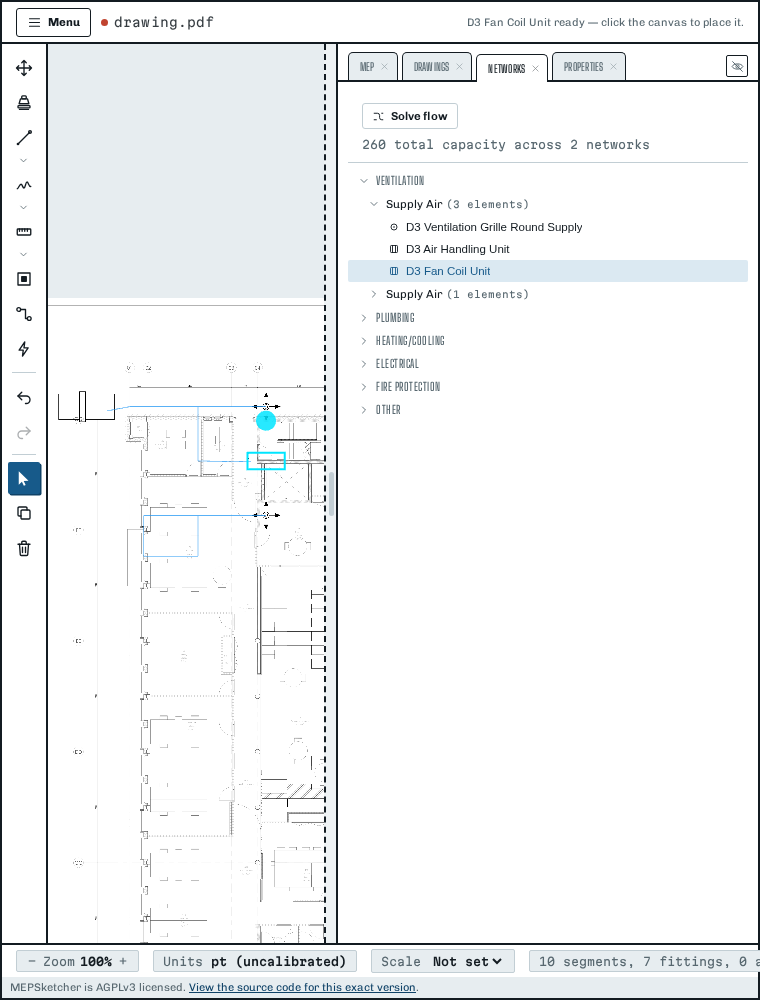 Menu
drawing.pdf
D3 Fan Coil Unit ready — click the canvas to place it.
MEP
DRAWINGS
NETWORKS
PROPERTIES
Solve flow
260 total capacity across 2 networks
VENTILATION
Supply Air (3 elements)
D3 Ventilation Grille Round Supply
D3 Air Handling Unit
D3 Fan Coil Unit
Supply Air (1 elements)
PLUMBING
HEATING/COOLING
ELECTRICAL
FIRE PROTECTION
OTHER
− Zoom 100% +
Units pt (uncalibrated)
Scale Not set
10 segments, 7 fittings, 0 a
MEPSketcher is AGPLv3 licensed. View the source code for this exact version.